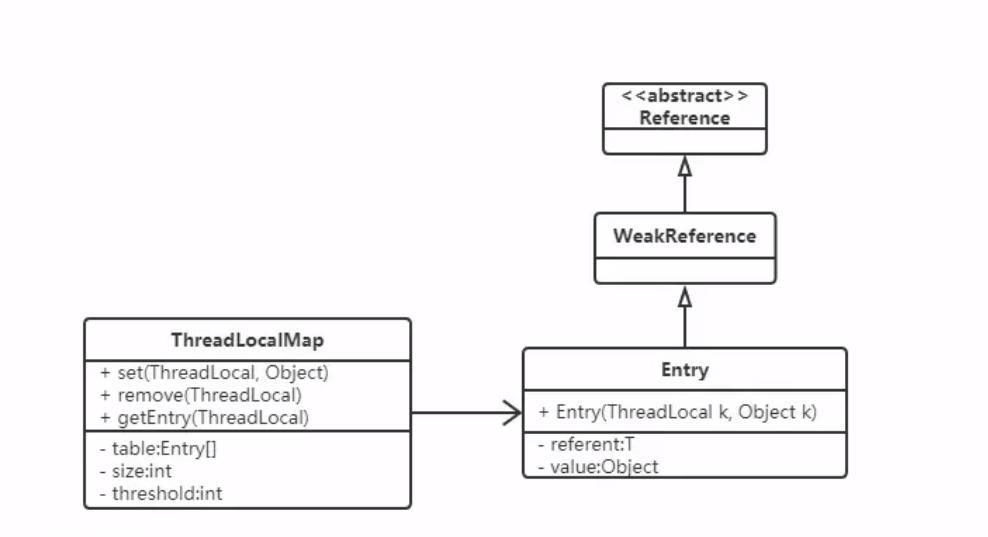 <<abstract>>
Reference
WeakReference
ThreadLocalMap
+ set(ThreadLocal, Object)
+ remove(ThreadLocal)
+ getEntry(ThreadLocal)
- table:Entry[]
- size:int
- threshold:int
Entry
+ Entry(ThreadLocal k, Object k)
- referent:T
- value:Object